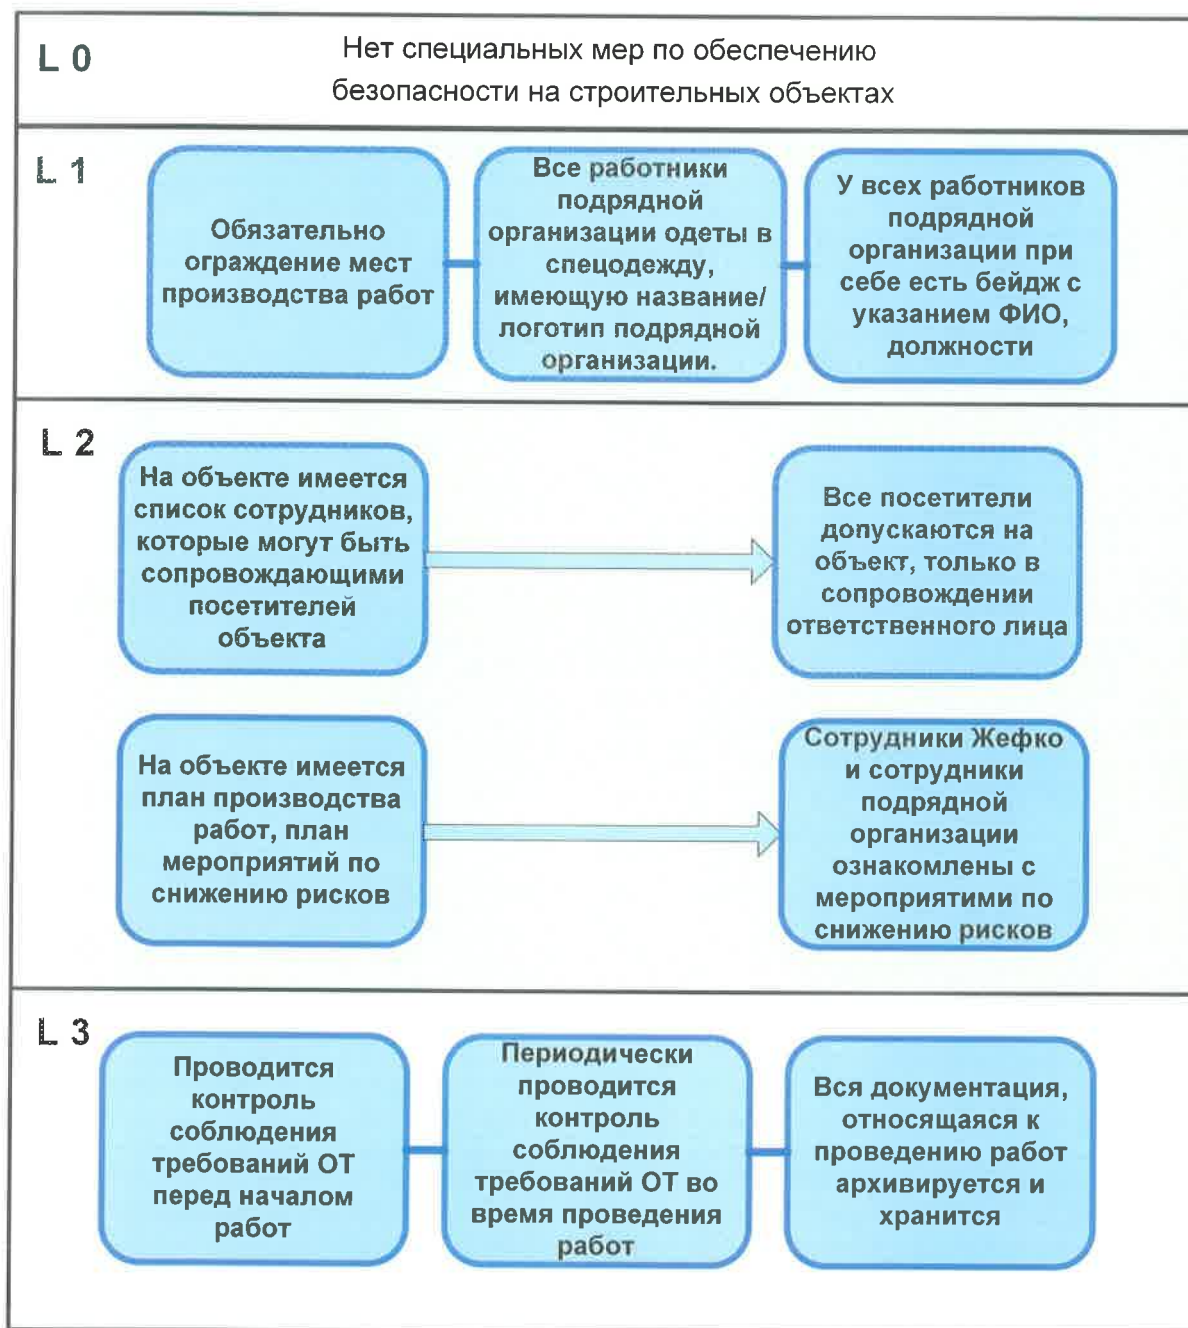 L 0
Нет специальных мер по обеспечению
безопасности на строительных объектах
L 1
Обязательно
ограждение мест
производства работ
Все работники
подрядной
организации одеты в
спецодежду,
имеющую название/
логотип подрядной
организации.
У всех работников
подрядной
организации при
себе есть бейдж с
указанием ФИО,
должности
L 2
На объекте имеется
список сотрудников,
которые могут быть
сопровождающими
посетителей
объекта
Все посетители
допускаются на
объект, только в
сопровождении
ответственного лица
На объекте имеется
план производства
работ, план
мероприятий по
снижению рисков
Сотрудники Жефко
и сотрудники
подрядной
организации
ознакомлены с
мероприятими по
снижению рисков
L 3
Проводится
контроль
соблюдения
требований ОТ
перед началом
работ
Периодически
проводится
контроль
соблюдения
требований ОТ во
время проведения
работ
Вся документация,
относящаяся к
проведению работ
архивируется и
хранится